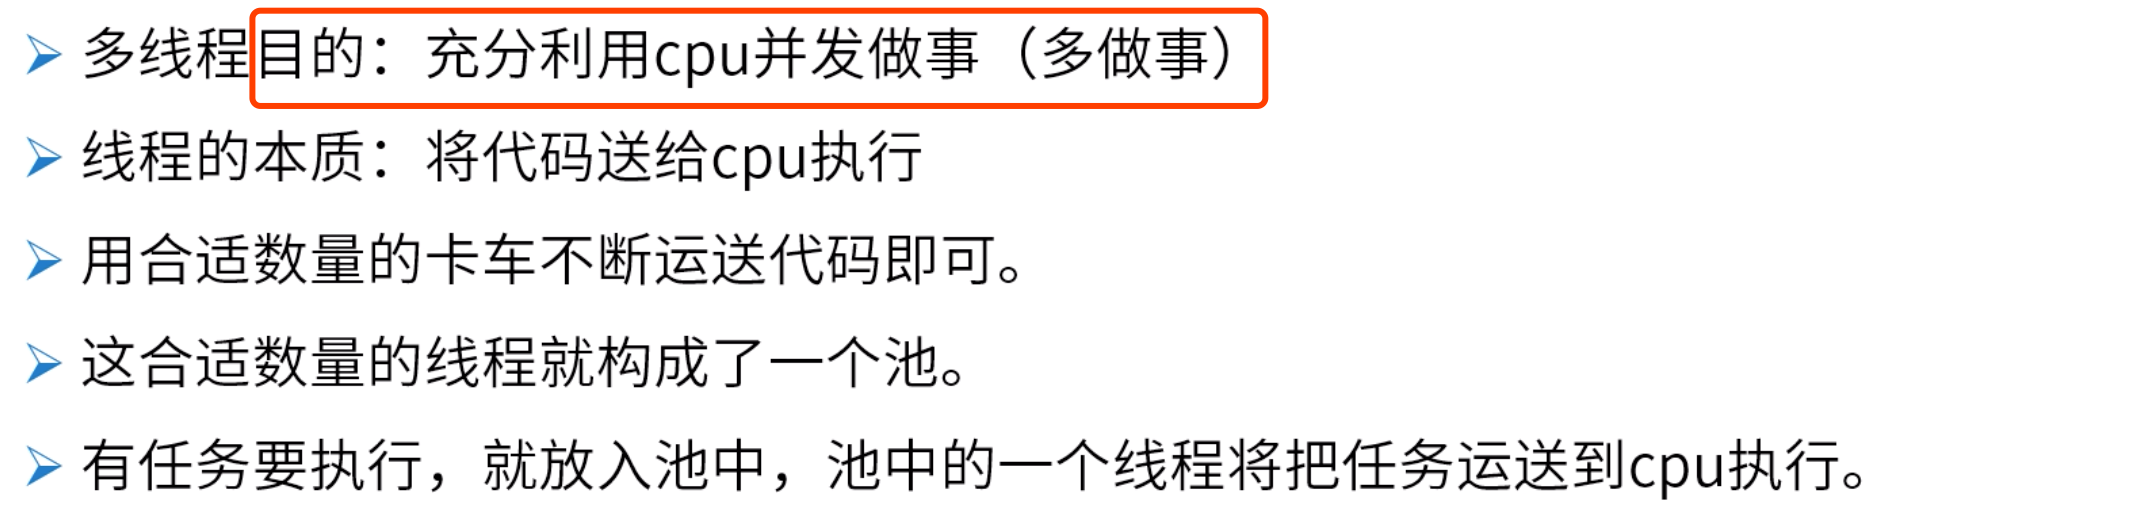 多线程目的：充分利用cpu并发做事（多做事）
线程的本质：将代码送给cpu执行
用合适数量的卡车不断运送代码即可。
这合适数量的线程就构成了一个池。
有任务要执行，就放入池中，池中的一个线程将把任务运送到cpu执行。